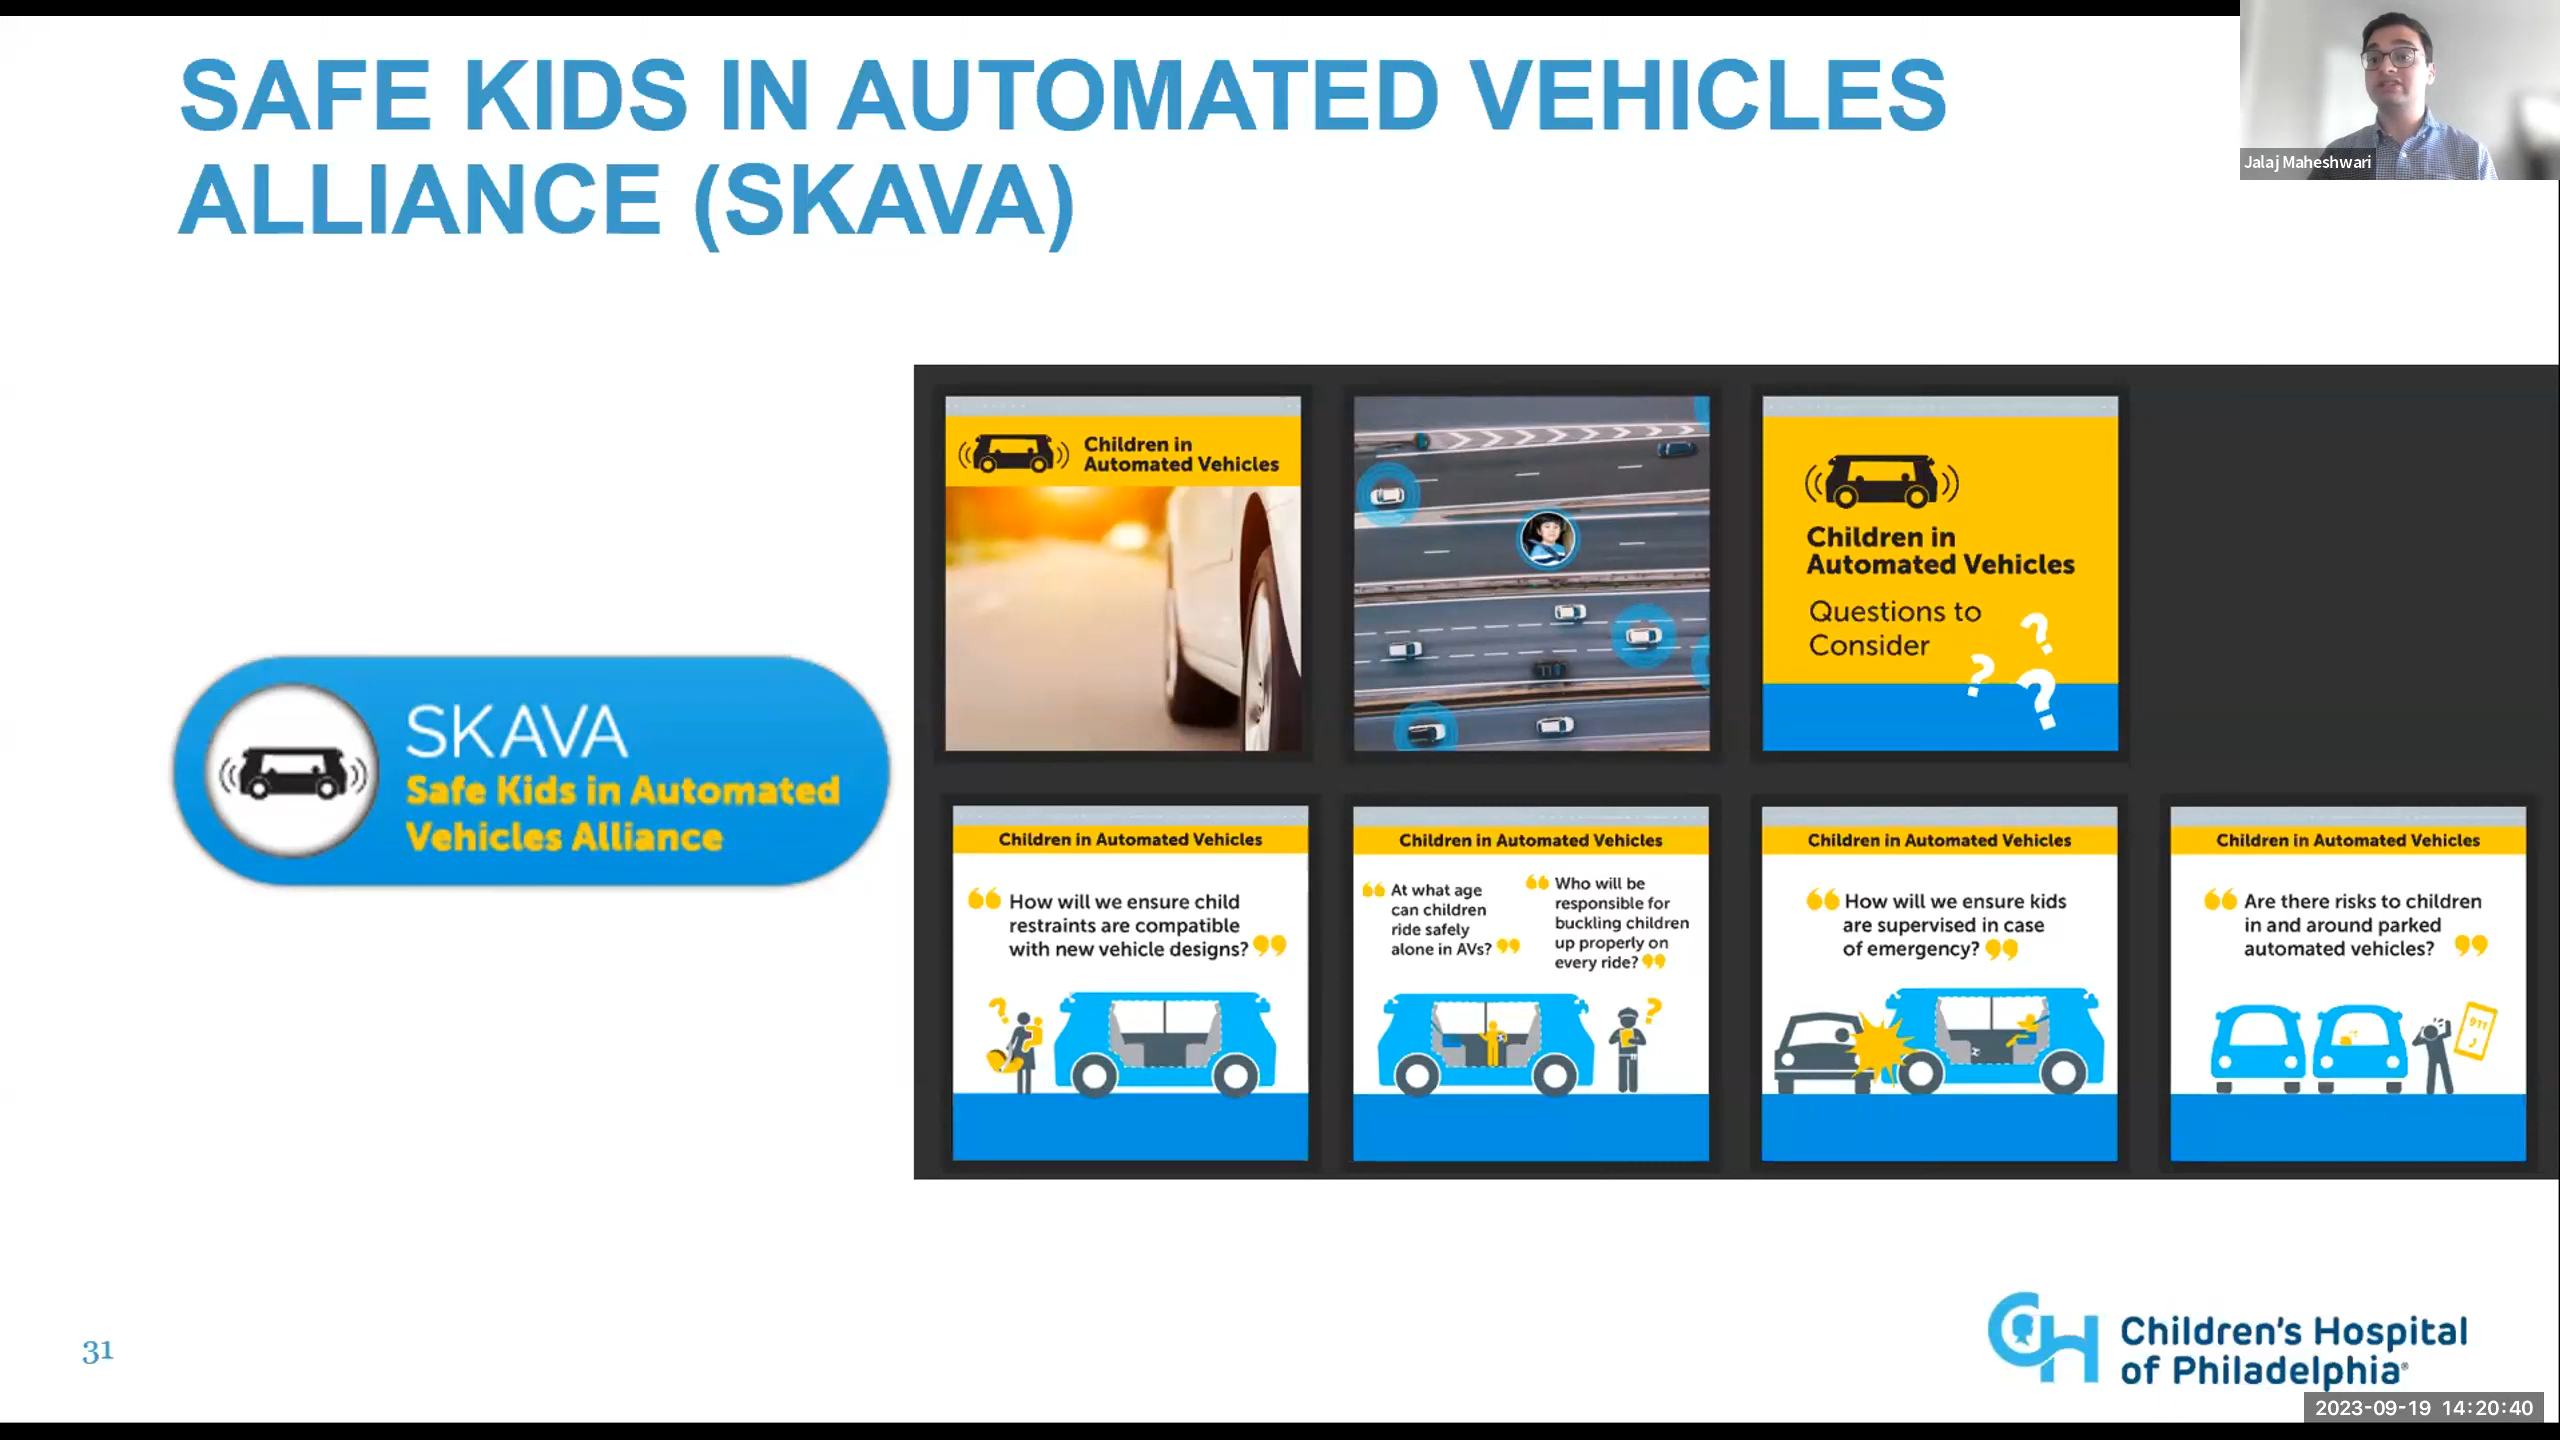 SAFE KIDS IN AUTOMATED VEHICLES
ALLIANCE (SKAVA)
Jalaj Maheshwari
SKAVA
Safe Kids in Automated
Vehicles Alliance
Children in
Automated Vehicles
Children in
Automated Vehicles
Questions to
Consider
? ? ?
Children in Automated Vehicles
“ How will we ensure child
restraints are compatible
with new vehicle designs? ”
?
Children in Automated Vehicles
“ At what age
can children
ride safely
alone in AVs? ”
“ Who will be
responsible for
buckling children
up properly on
every ride? ”
?
Children in Automated Vehicles
“ How will we ensure kids
are supervised in case
of emergency? ”
Children in Automated Vehicles
“ Are there risks to children
in and around parked
automated vehicles? ”
911
31
CH Children's Hospital
of Philadelphia®
2023-09-19 14:20:40